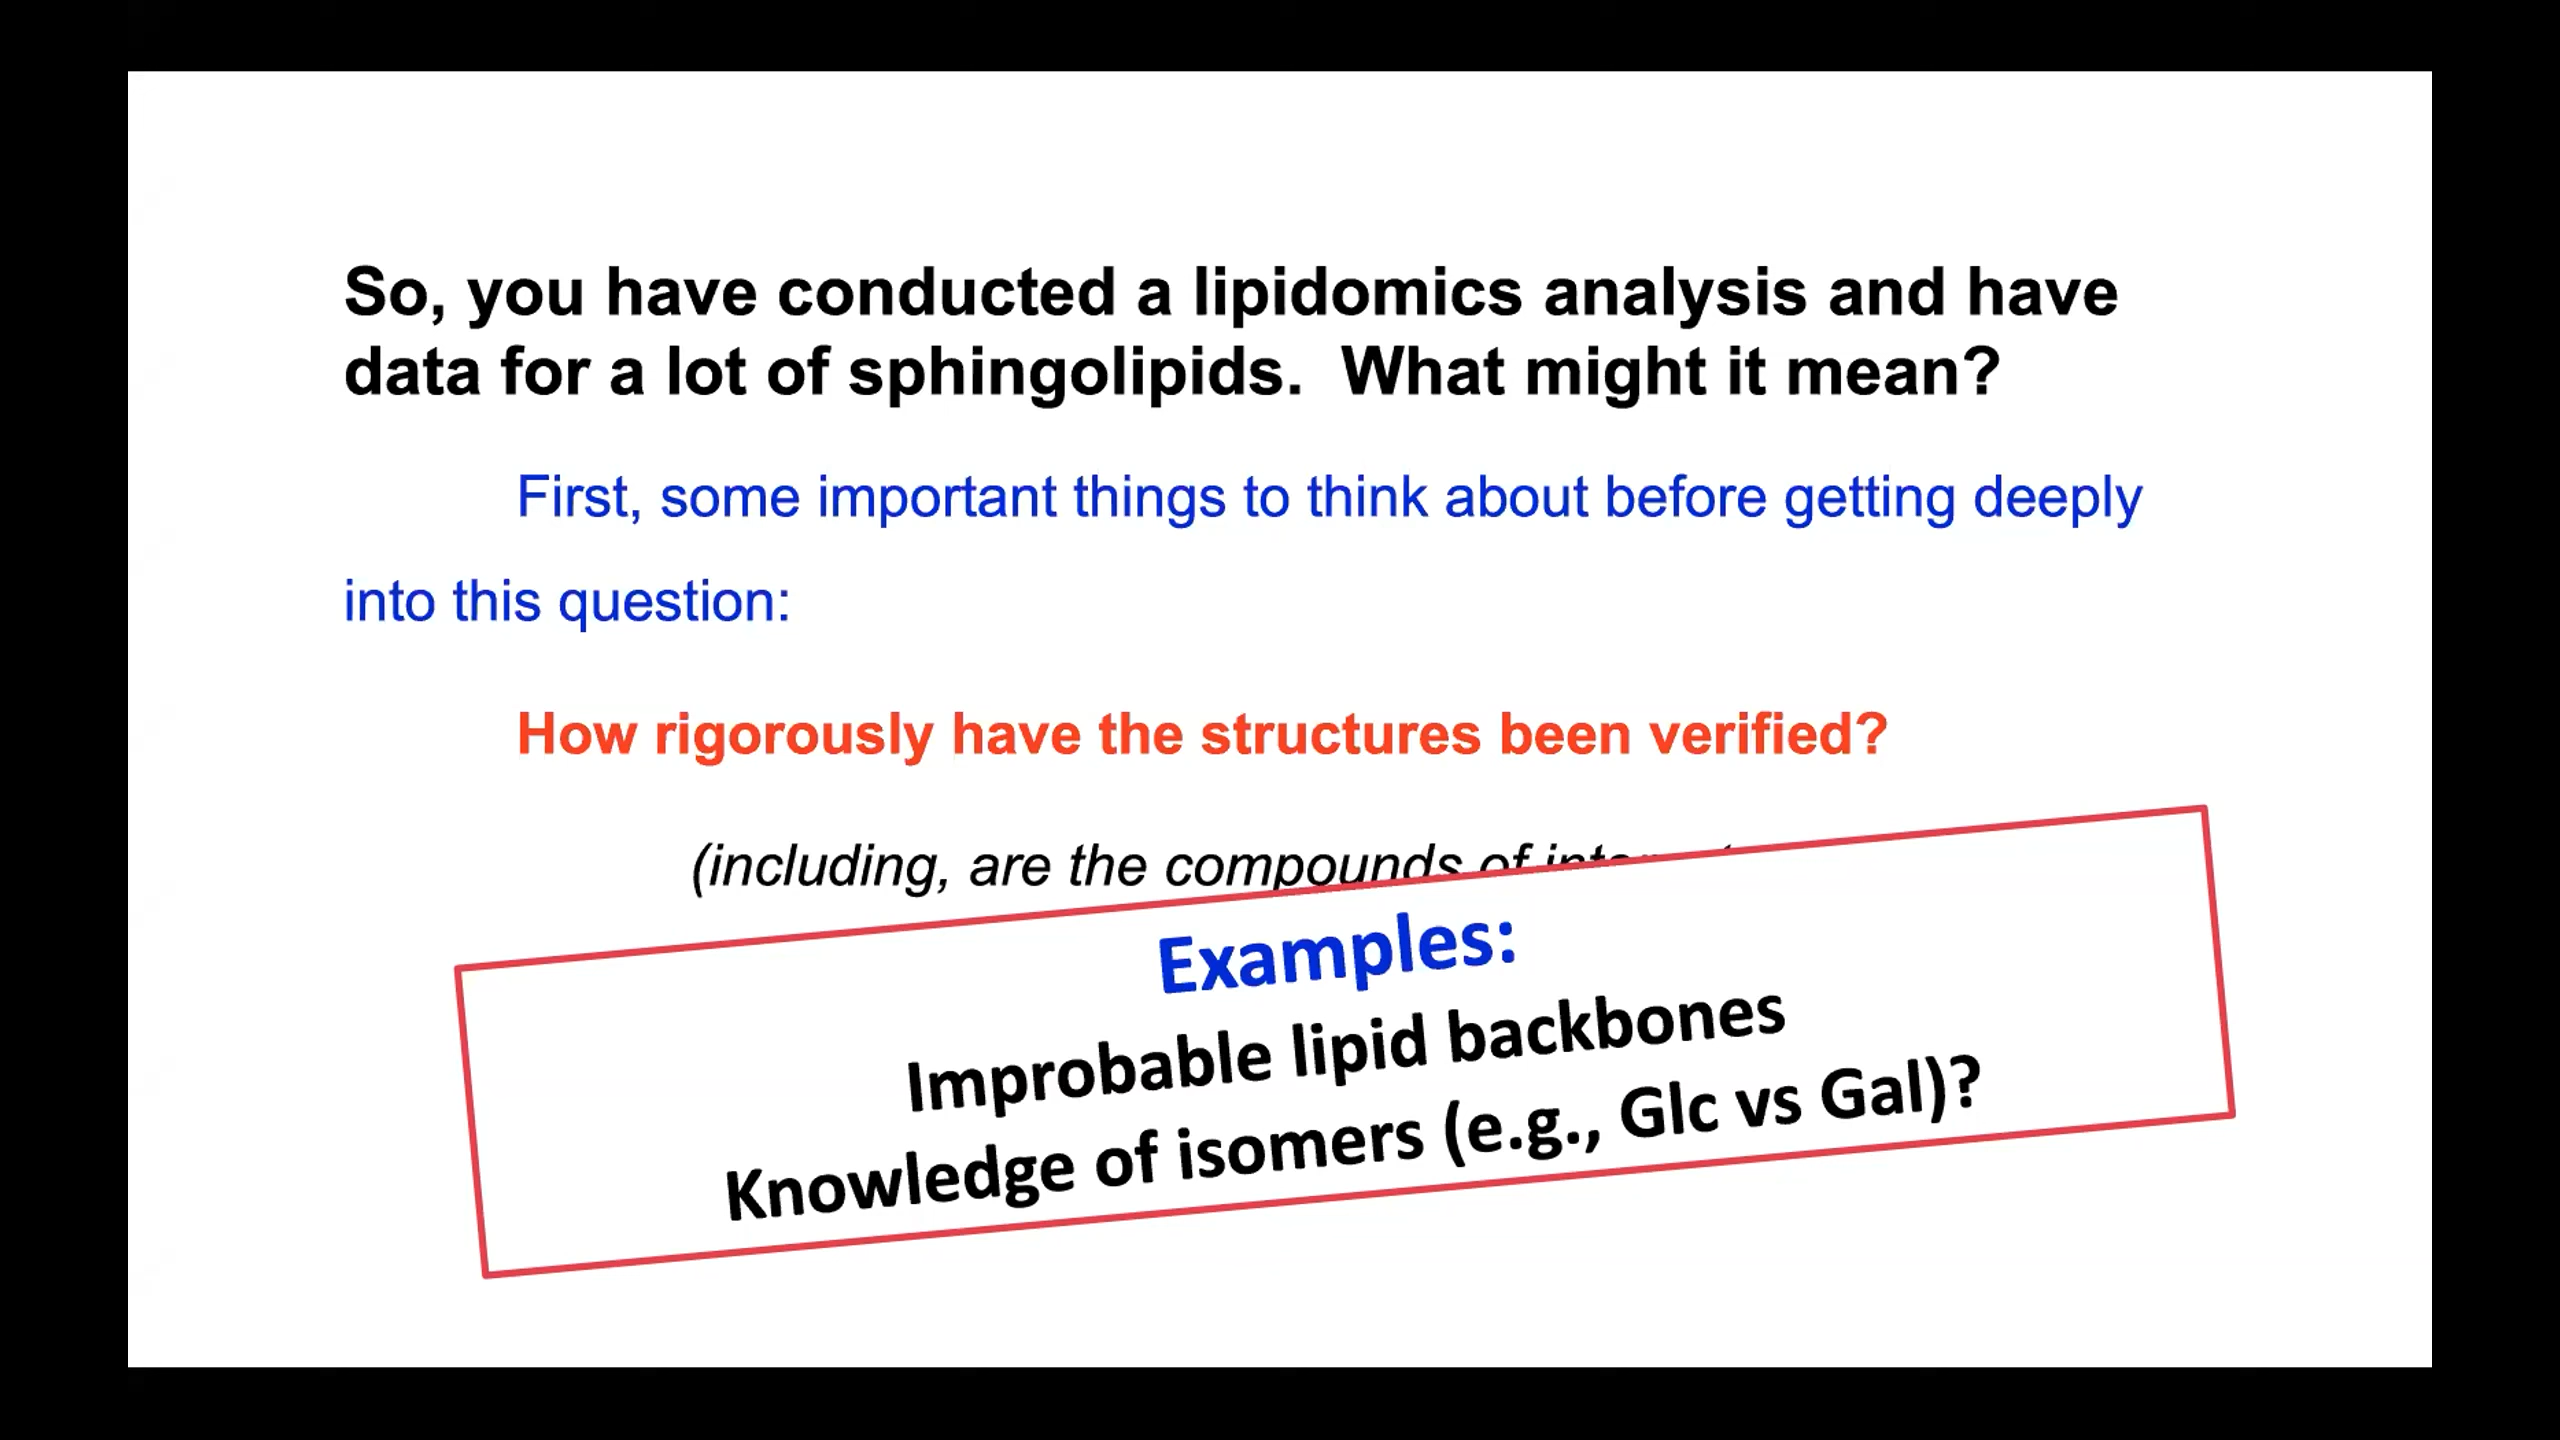 So, you have conducted a lipidomics analysis and have
data for a lot of sphingolipids. What might it mean?
First, some important things to think about before getting deeply
into this question:
How rigorously have the structures been verified?
(including, are the compounds of
Examples:
Improbable lipid backbones
Knowledge of isomers (e.g., Glc vs Gal)?